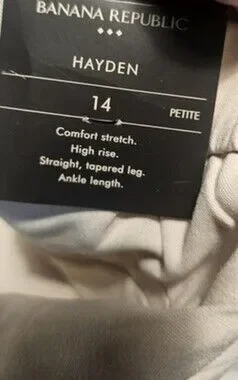 BANANA REPUBLIC
HAYDEN
14 PETITE
Comfort stretch.
High rise.
Straight, tapered leg.
Ankle length.